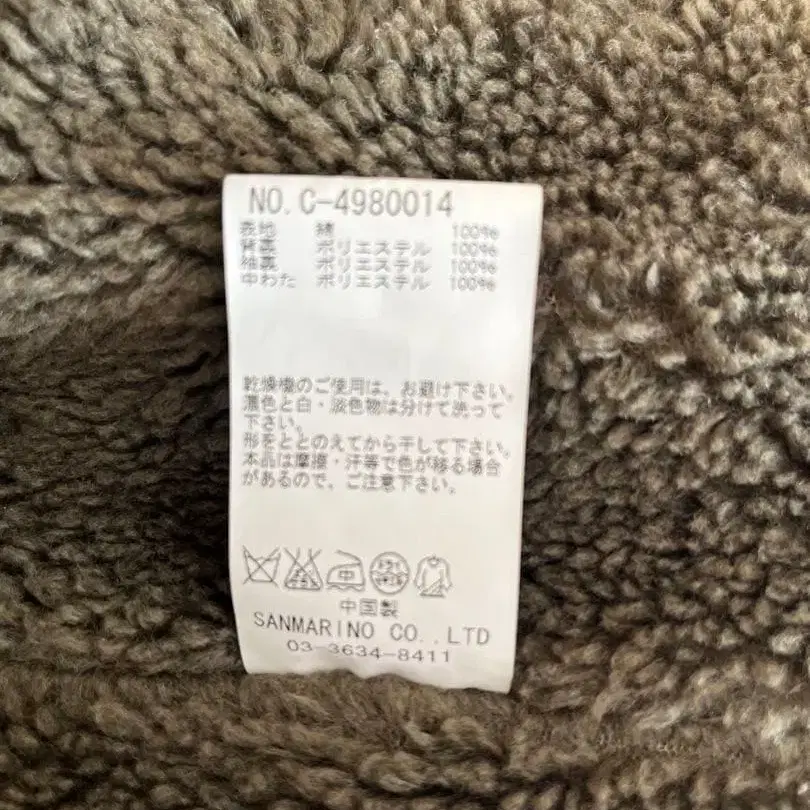 NO. C-4980014
表地 綿 100%
背裏 ポリエステル 100%
袖裏 ポリエステル 100%
中わた ポリエステル 100%
乾燥機のご使用は、お避け下さい。
濃色と白・淡色物は分けて洗って
下さい。
形をととのえてから干して下さい。
本品は摩擦・汗等で色が移る場合
があるので、ご注意下さい。
中国製
SANMARINO CO.,LTD
03-3634-8411